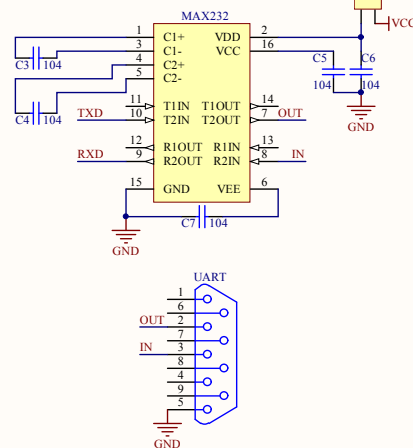 MAX232
VCC
1 C1+ VDD 2
3 C1- VCC 16
4 C2+
5 C2-
C3 104
C4 104
C5 C6
104 104
GND
11 T1IN T1OUT 14
TXD 10 T2IN T2OUT 7 OUT
12 R1OUT R1IN 13
RXD 9 R2OUT R2IN 8 IN
15 GND VEE 6
C7 104
GND
UART
1
6
OUT 2
7
IN 3
8
4
9
5
GND